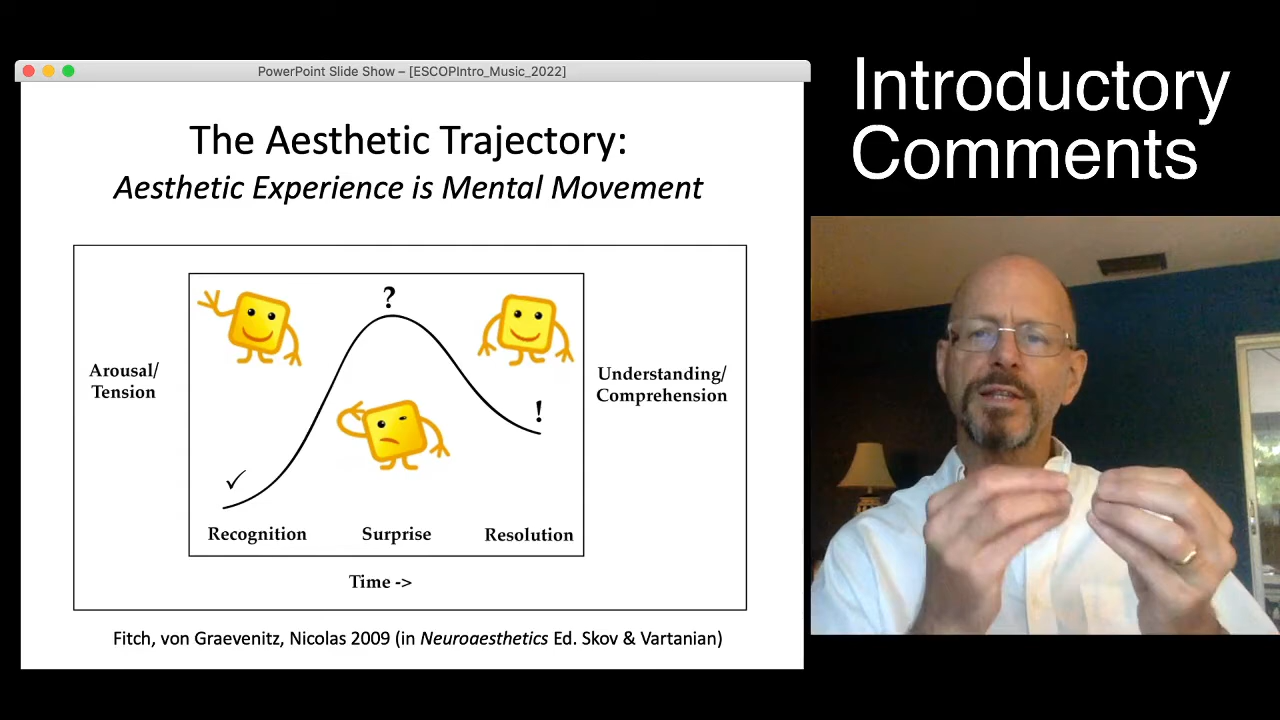 PowerPoint Slide Show – [ESCOPIntro_Music_2022]
The Aesthetic Trajectory:
Aesthetic Experience is Mental Movement
?
Arousal/
Tension
Understanding/
Comprehension
!
✓
Recognition
Surprise
Resolution
Time ->
Fitch, von Graevenitz, Nicolas 2009 (in Neuroaesthetics Ed. Skov & Vartanian)
Introductory
Comments